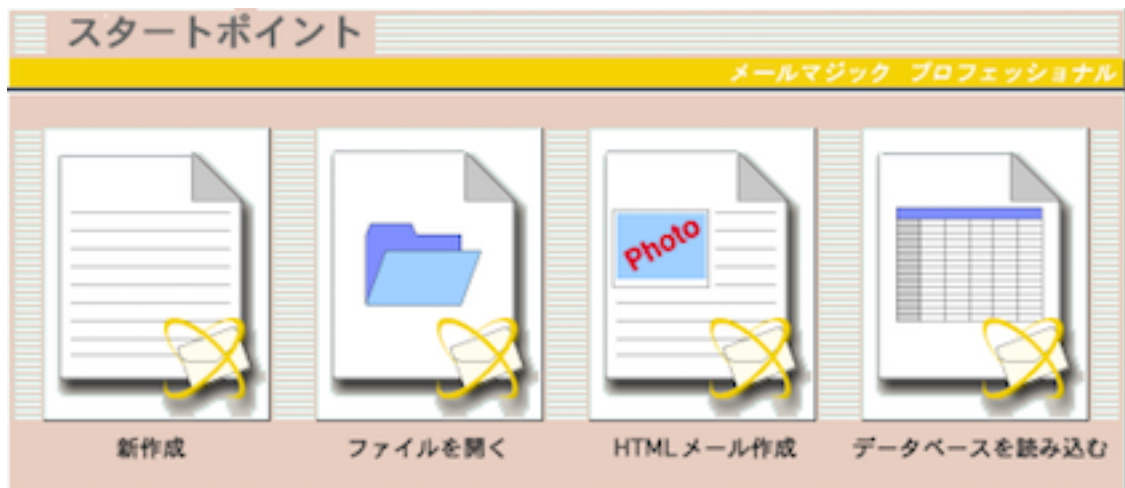 スタートポイント
メールマジック プロフェッショナル
Photo
新作成
ファイルを開く
HTMLメール作成
データベースを読み込む